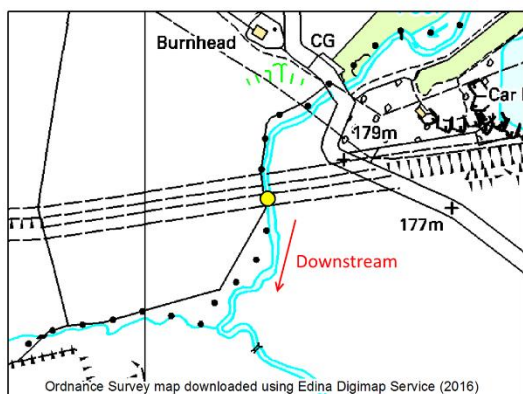 Burnhead
CG
179m
Car
177m
Downstream
Ordnance Survey map downloaded using Edina Digimap Service (2016)